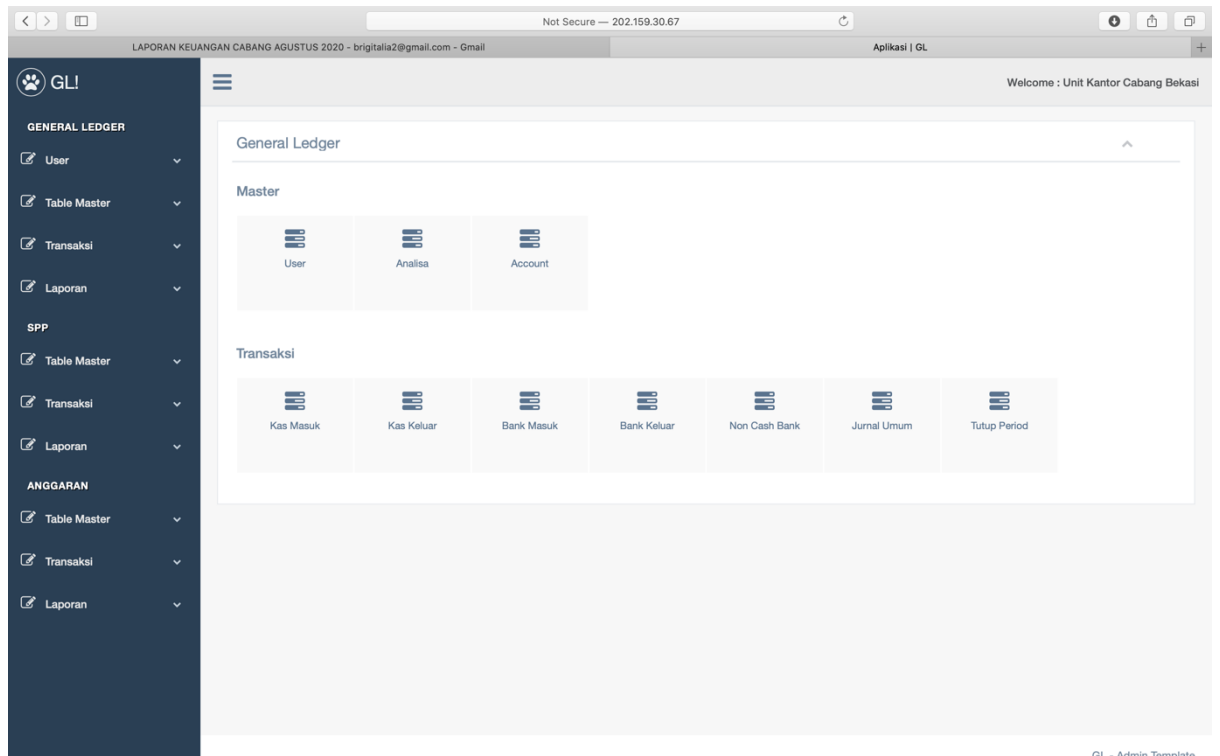 Not Secure — 202.159.30.67
LAPORAN KEUANGAN CABANG AGUSTUS 2020 - brigitalia2@gmail.com - Gmail
Aplikasi | GL
GL!
Welcome : Unit Kantor Cabang Bekasi
GENERAL LEDGER
User
Table Master
Transaksi
Laporan
SPP
Table Master
Transaksi
Laporan
ANGGARAN
Table Master
Transaksi
Laporan
General Ledger
Master
User
Analisa
Account
Transaksi
Kas Masuk
Kas Keluar
Bank Masuk
Bank Keluar
Non Cash Bank
Jurnal Umum
Tutup Period
GL - Admin Template